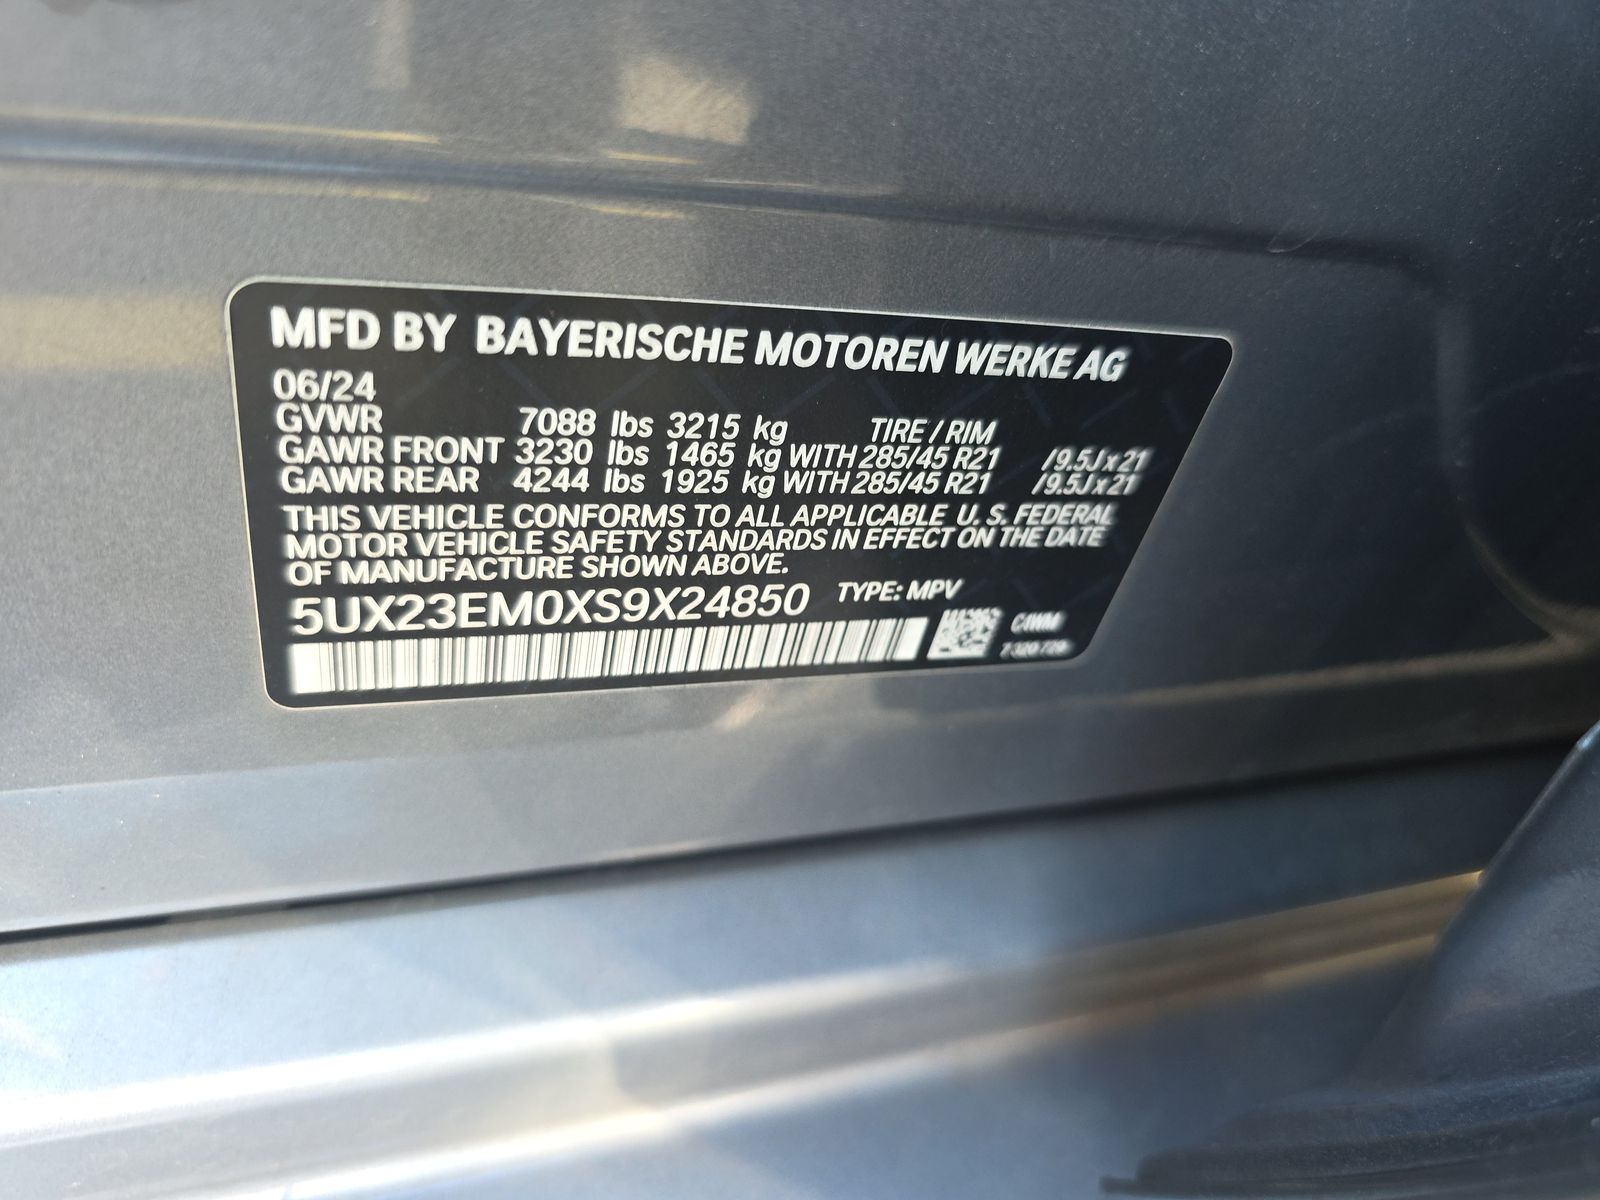 MFD BY BAYERISCHE MOTOREN WERKE AG
06/24
GVWR 7088 lbs 3215 kg TIRE / RIM
GAWR FRONT 3230 lbs 1465 kg WITH 285/45 R21 /9.5Jx21
GAWR REAR 4244 lbs 1925 kg WITH 285/45 R21 /9.5Jx21
THIS VEHICLE CONFORMS TO ALL APPLICABLE U. S. FEDERAL
MOTOR VEHICLE SAFETY STANDARDS IN EFFECT ON THE DATE
OF MANUFACTURE SHOWN ABOVE.
5UX23EM0XS9X24850 TYPE: MPV